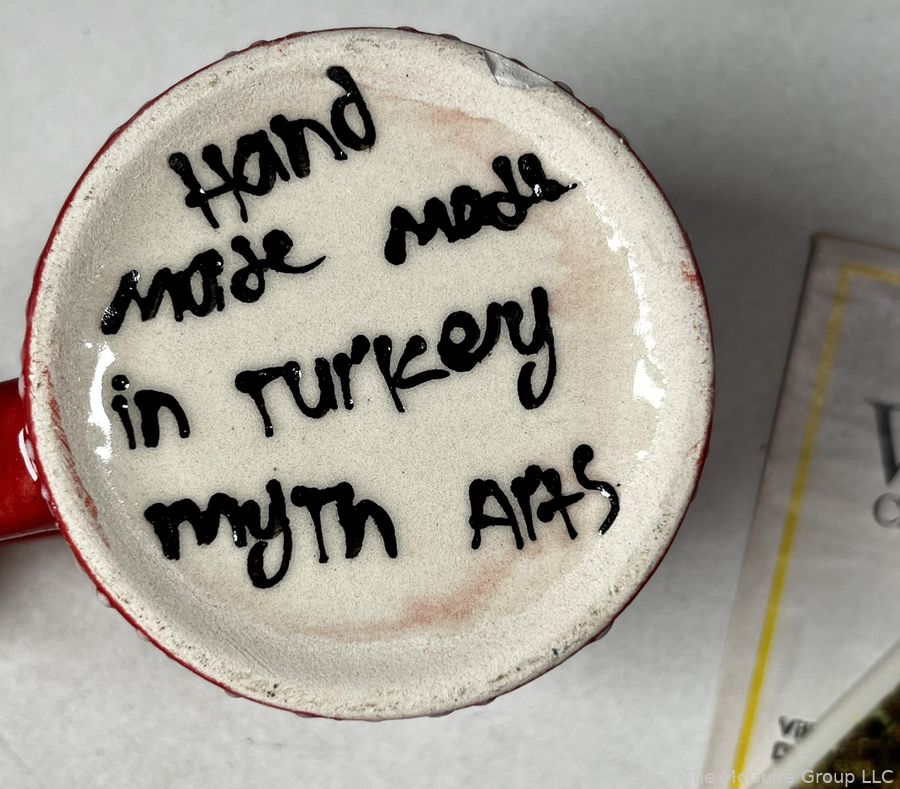 Hand
made made
in Turkey
myth Arts
The McGuire Group LLC